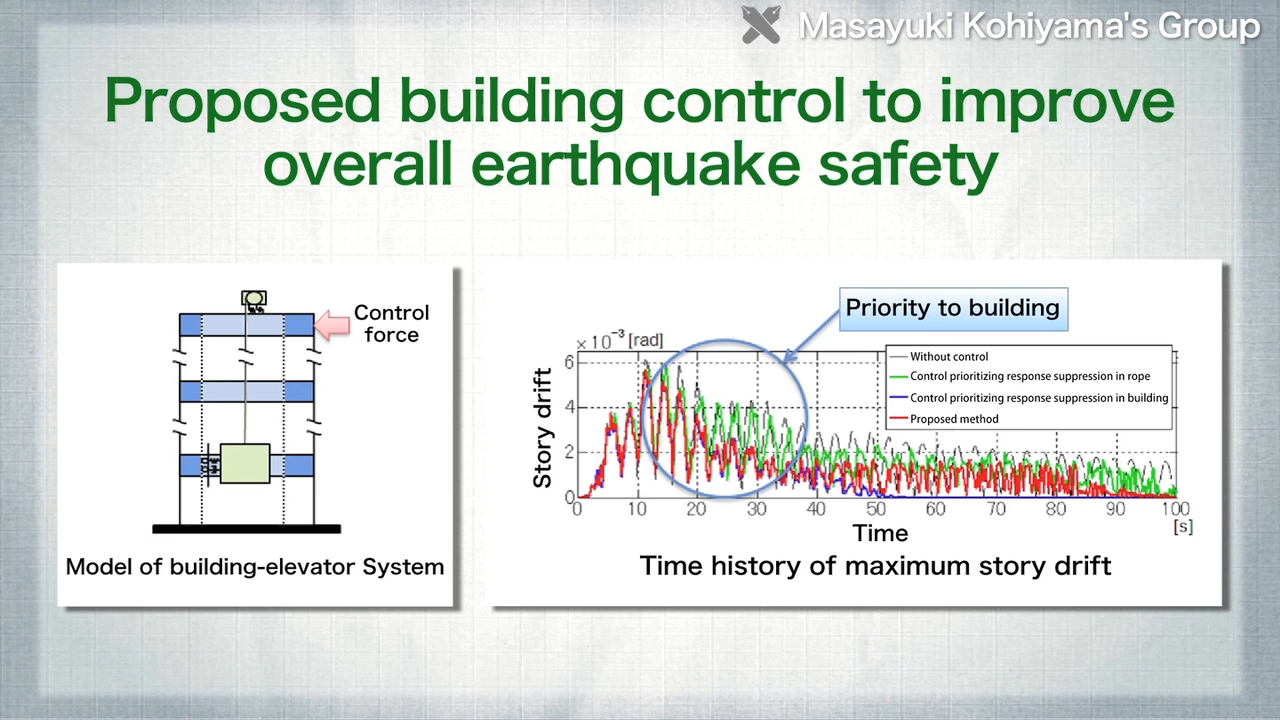 Masayuki Kohiyama's Group
Proposed building control to improve
overall earthquake safety
Control
force
Model of building-elevator System
Priority to building
×10⁻³ [rad]
6
4
2
0
Story drift
Without control
Control prioritizing response suppression in rope
Control prioritizing response suppression in building
Proposed method
0 10 20 30 40 50 60 70 80 90 100
[s]
Time
Time history of maximum story drift